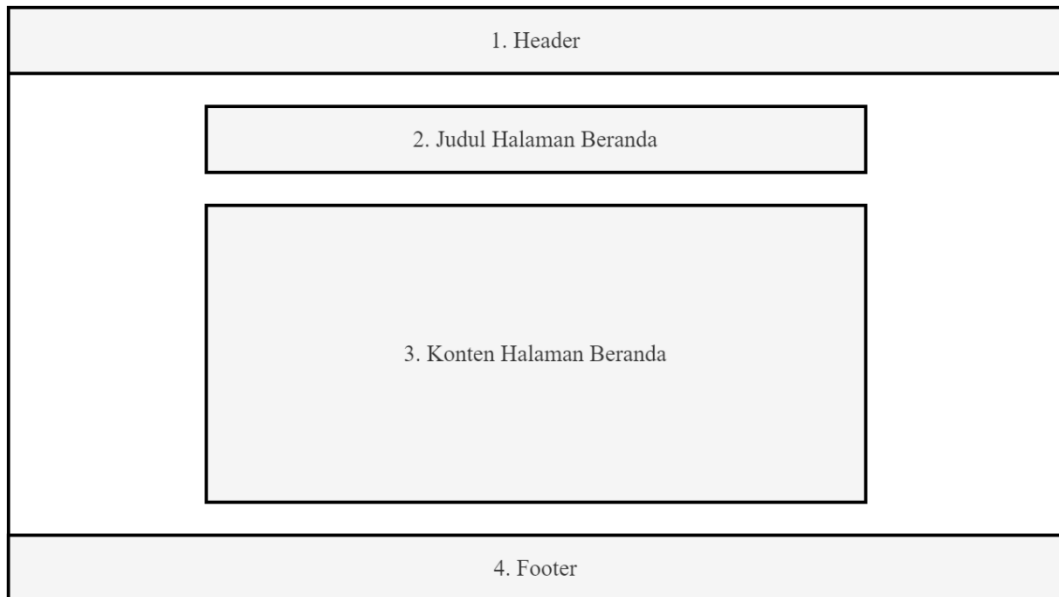 1. Header
2. Judul Halaman Beranda
3. Konten Halaman Beranda
4. Footer